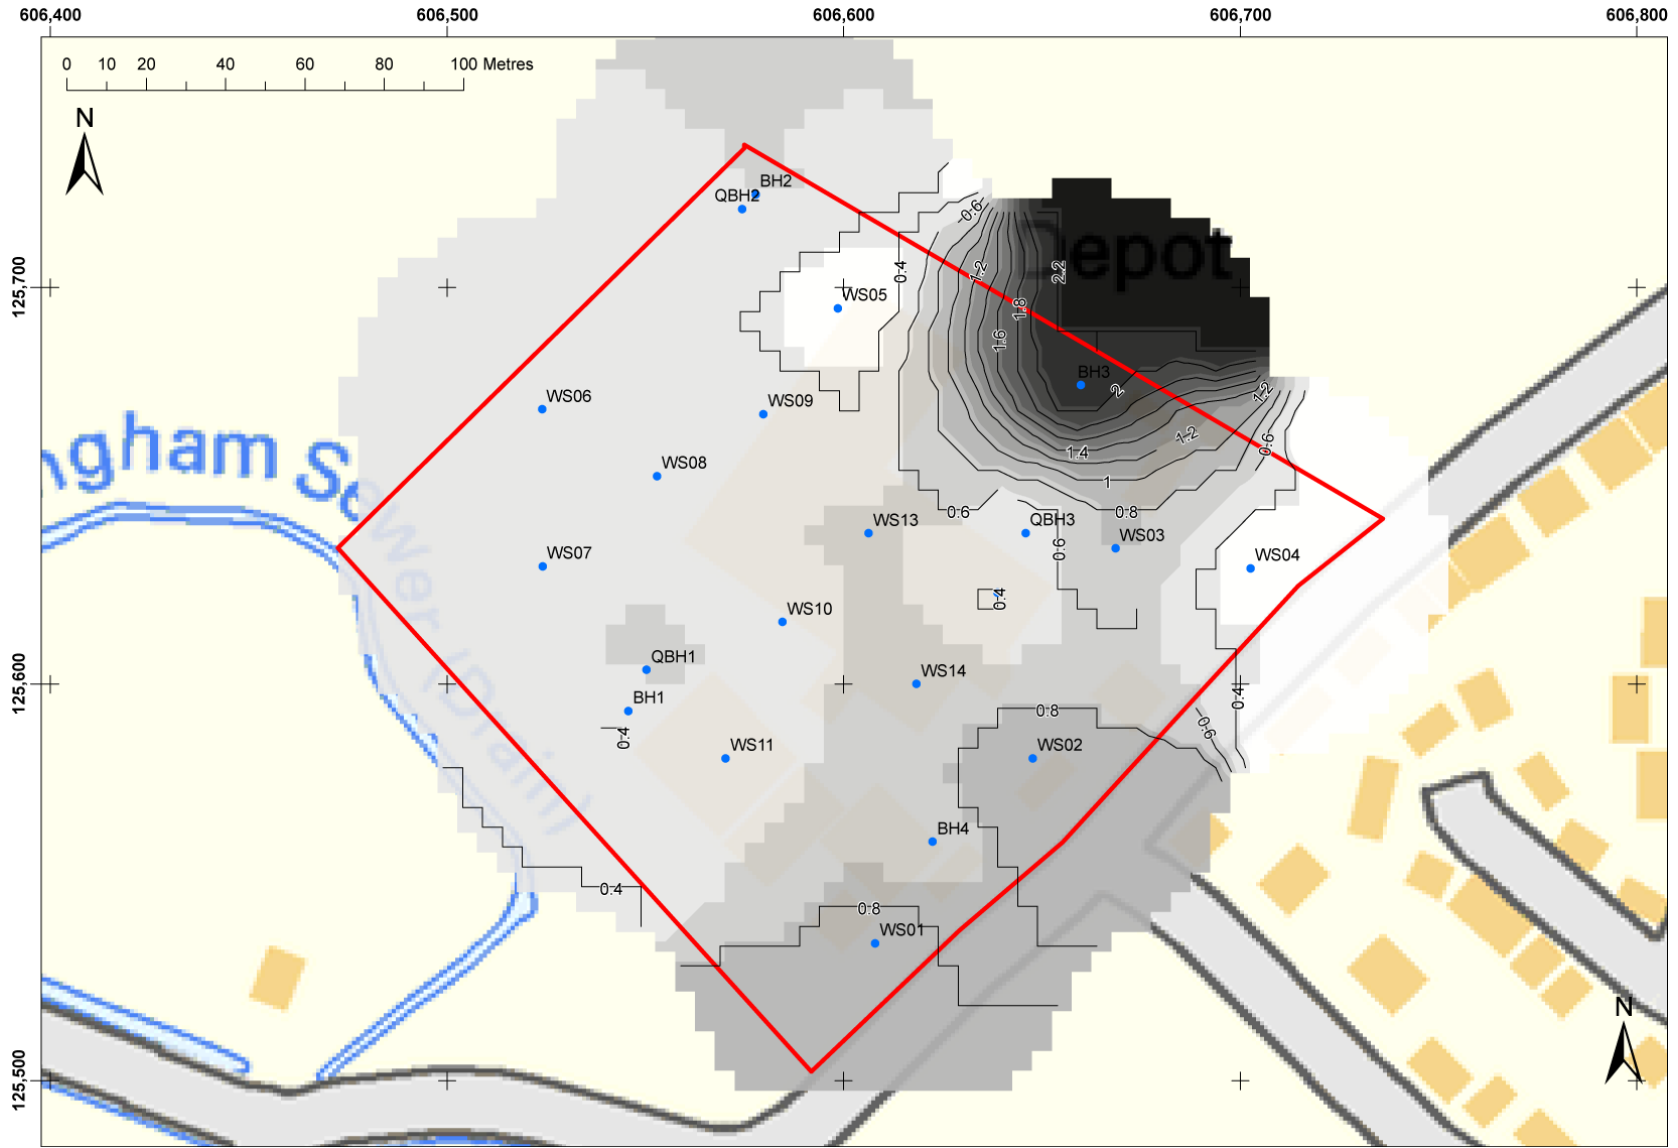 606,400 606,500 606,600 606,700 606,800
0 10 20 40 60 80 100 Metres
N
BH2
QBH2
0.6
Depot
125,700
0.4
1.2
2.2
WS05
1.8
1.6
BH3
2
1.2
WS06
WS09
1.2
0.6
1.4
ngham Sewer (Drain)
WS08
1
0.6
0.8
WS13
QBH3
WS03
0.6
WS07
WS04
0.4
WS10
QBH1
WS14
125,600
BH1
0.4
0.8
0.4
0.6
WS11
WS02
BH4
0.4
0.8
WS01
N
125,500